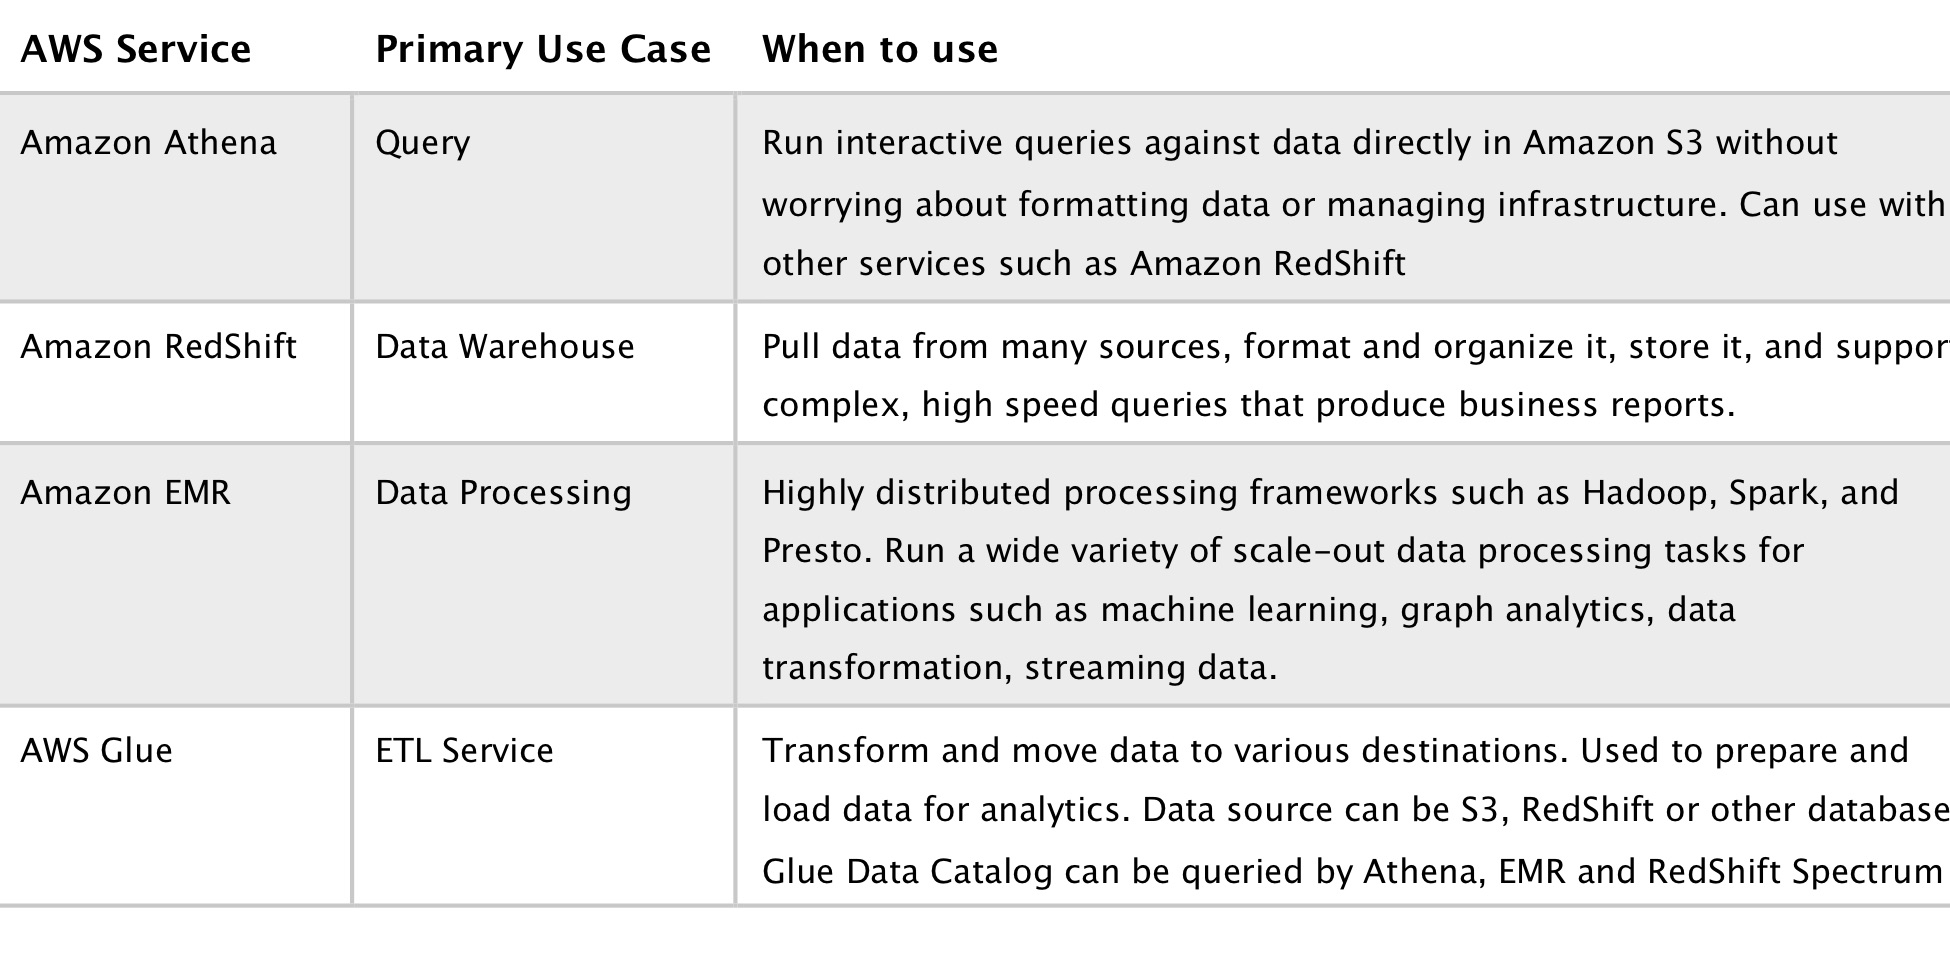 AWS Service Primary Use Case When to use
Amazon Athena Query Run interactive queries against data directly in Amazon S3 without
worrying about formatting data or managing infrastructure. Can use with
other services such as Amazon RedShift
Amazon RedShift Data Warehouse Pull data from many sources, format and organize it, store it, and support
complex, high speed queries that produce business reports.
Amazon EMR Data Processing Highly distributed processing frameworks such as Hadoop, Spark, and
Presto. Run a wide variety of scale-out data processing tasks for
applications such as machine learning, graph analytics, data
transformation, streaming data.
AWS Glue ETL Service Transform and move data to various destinations. Used to prepare and
load data for analytics. Data source can be S3, RedShift or other database
Glue Data Catalog can be queried by Athena, EMR and RedShift Spectrum